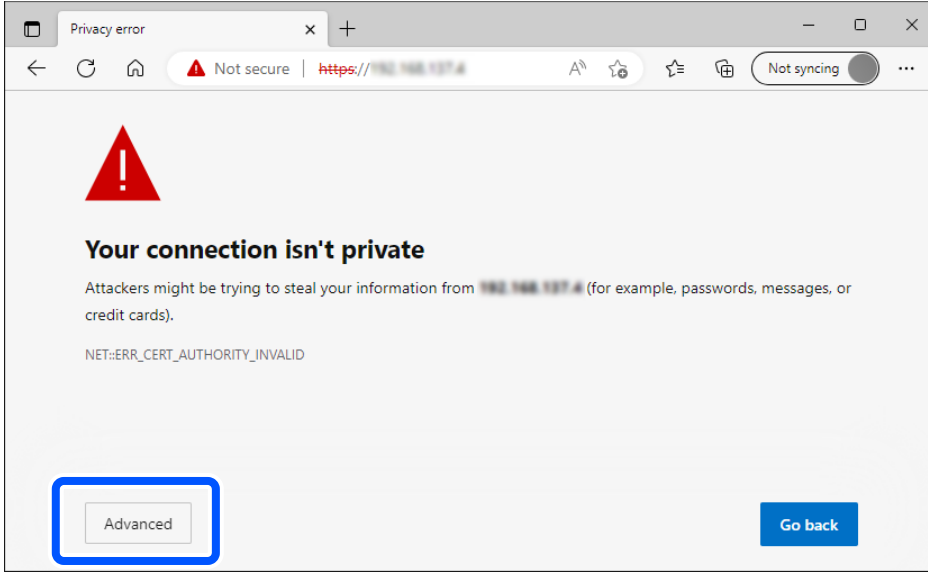 Privacy error
Not secure https://
Not syncing
Your connection isn't private
Attackers might be trying to steal your information from (for example, passwords, messages, or
credit cards).
NET::ERR_CERT_AUTHORITY_INVALID
Advanced
Go back